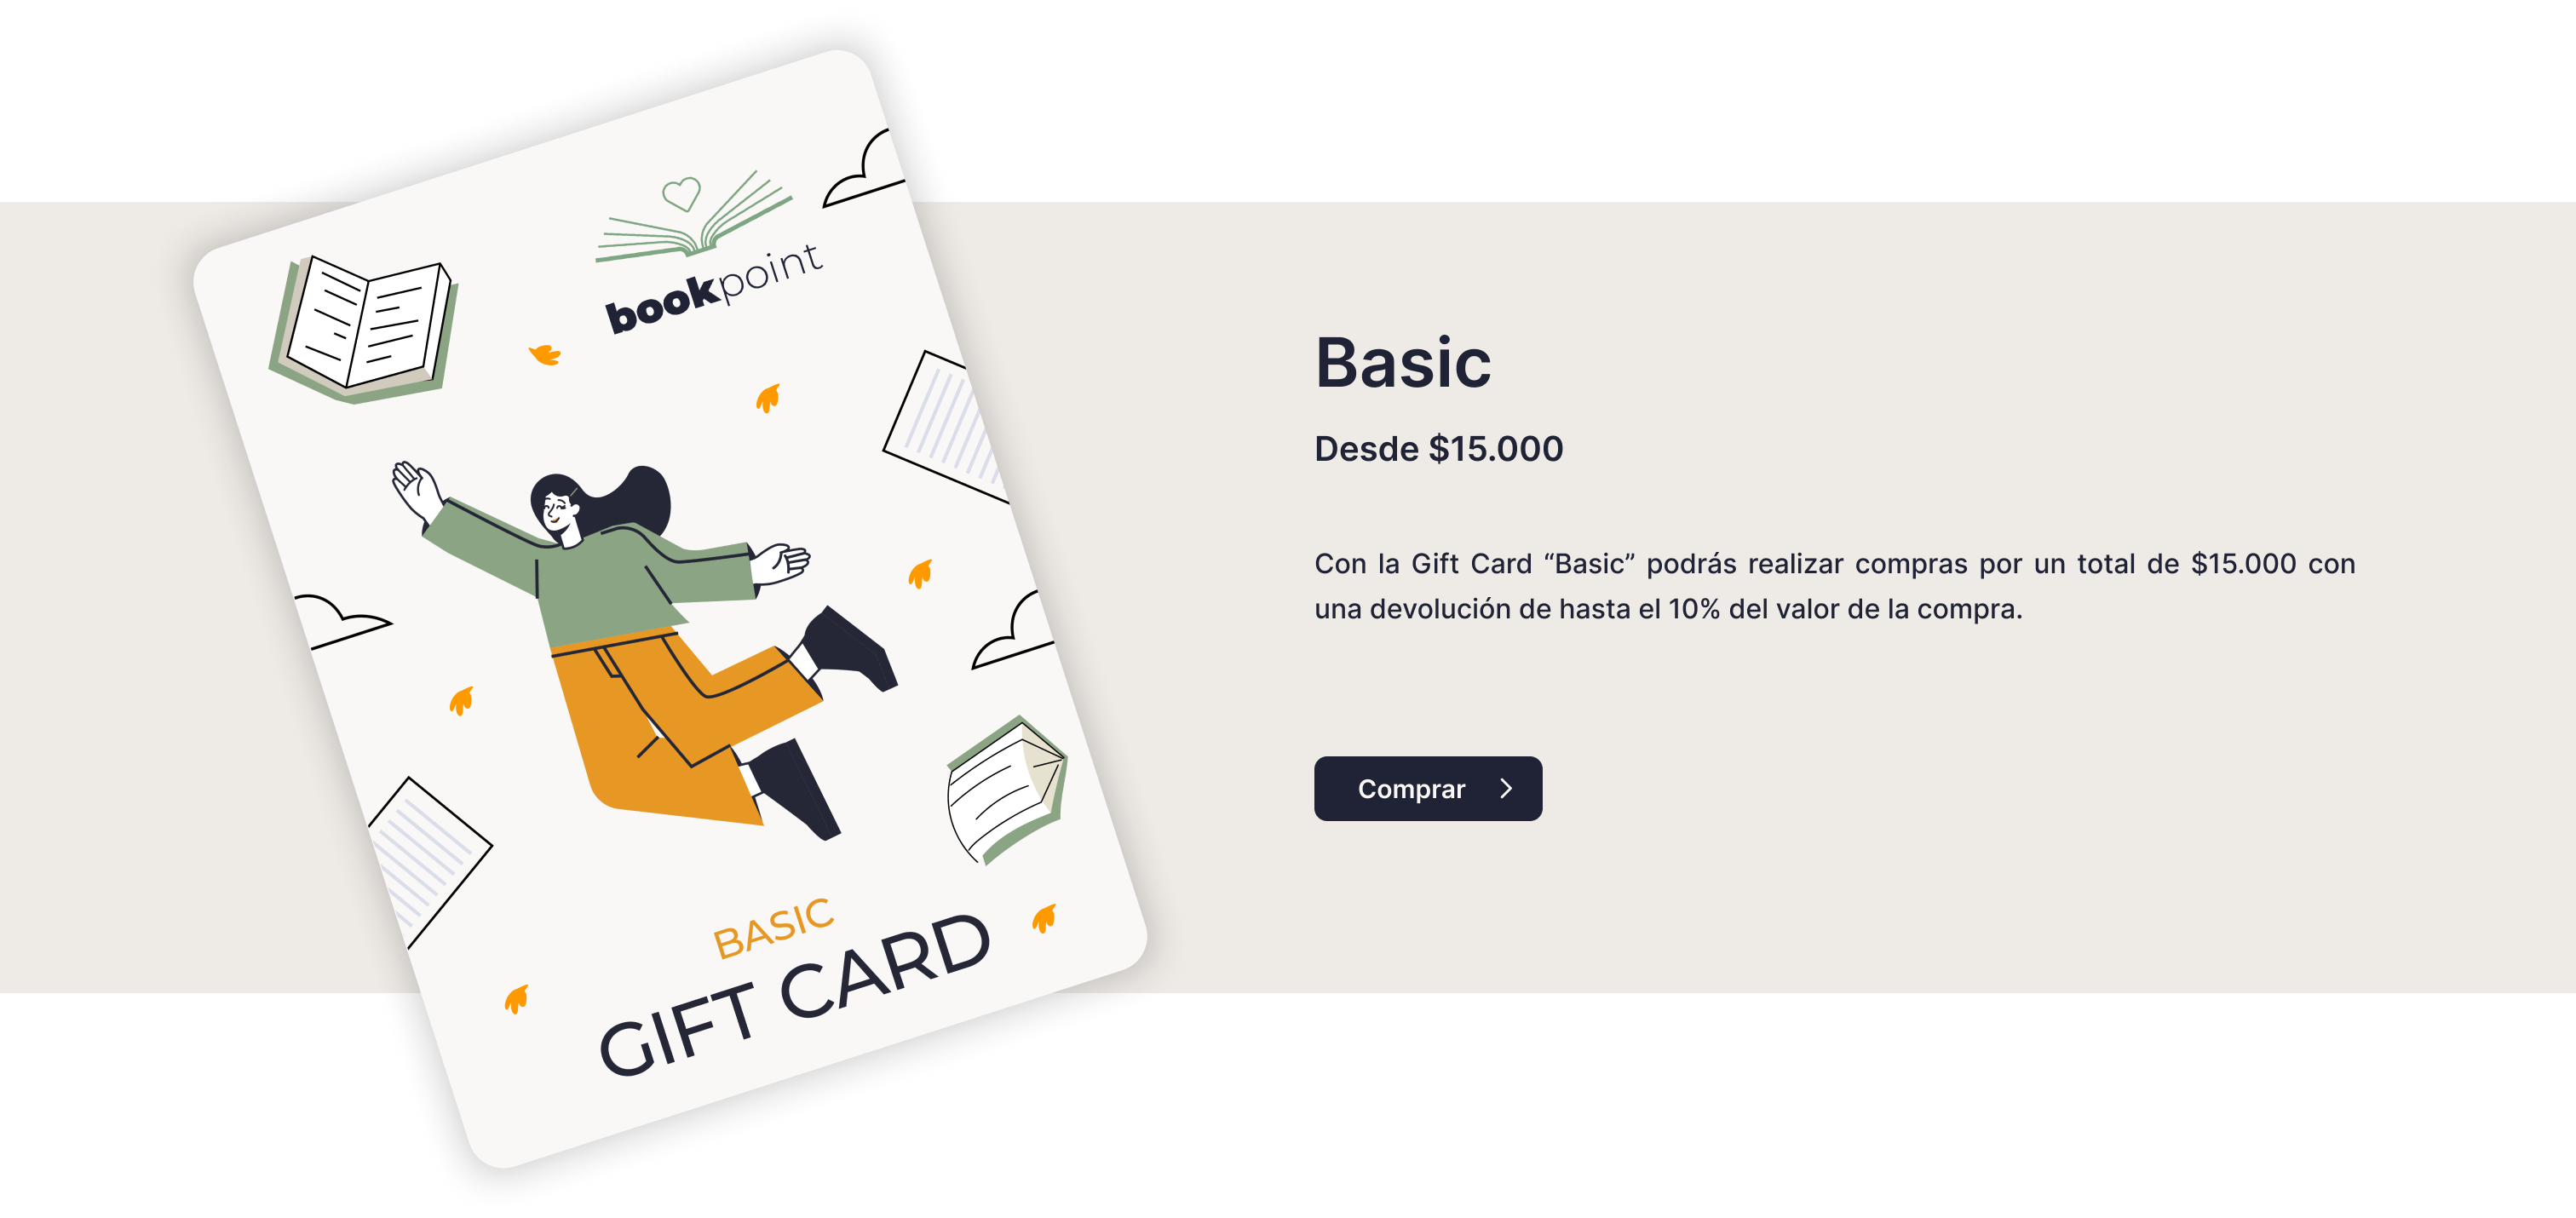 bookpoint
BASIC
GIFT CARD
Basic
Desde $15.000
Con la Gift Card “Basic” podrás realizar compras por un total de $15.000 con
una devolución de hasta el 10% del valor de la compra.
Comprar